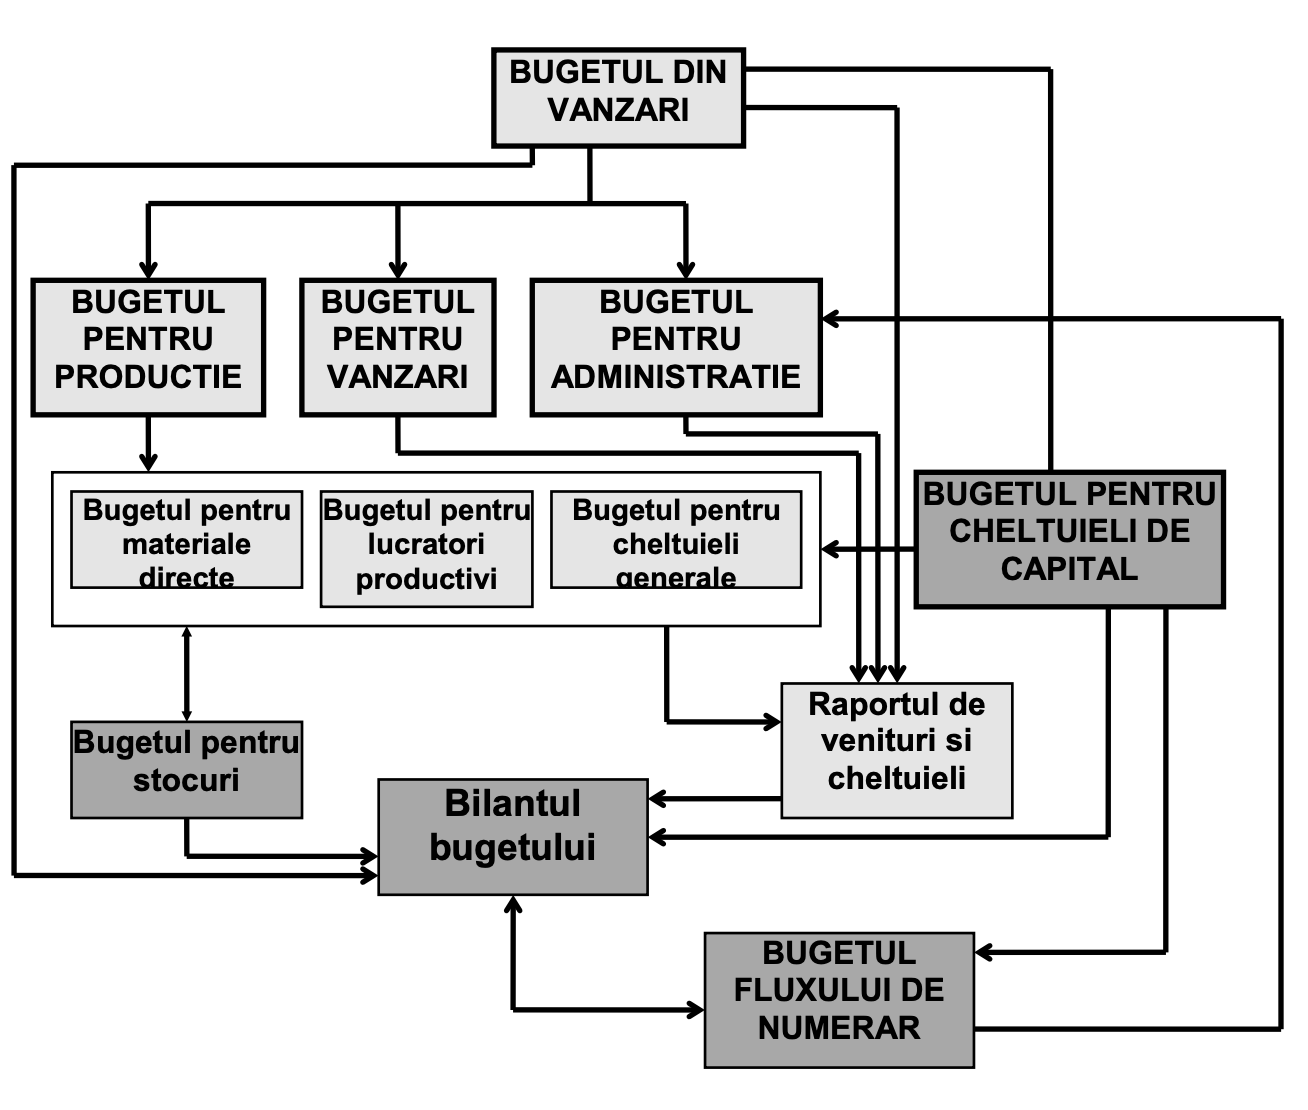 BUGETUL DIN
VANZARI
BUGETUL
PENTRU
PRODUCTIE
BUGETUL
PENTRU
VANZARI
BUGETUL
PENTRU
ADMINISTRATIE
Bugetul pentru
materiale
directe
Bugetul pentru
lucratori
productivi
Bugetul pentru
cheltuieli
generale
BUGETUL PENTRU
CHELTUIELI DE
CAPITAL
Raportul de
venituri si
cheltuieli
Bugetul pentru
stocuri
Bilantul
bugetului
BUGETUL
FLUXULUI DE
NUMERAR